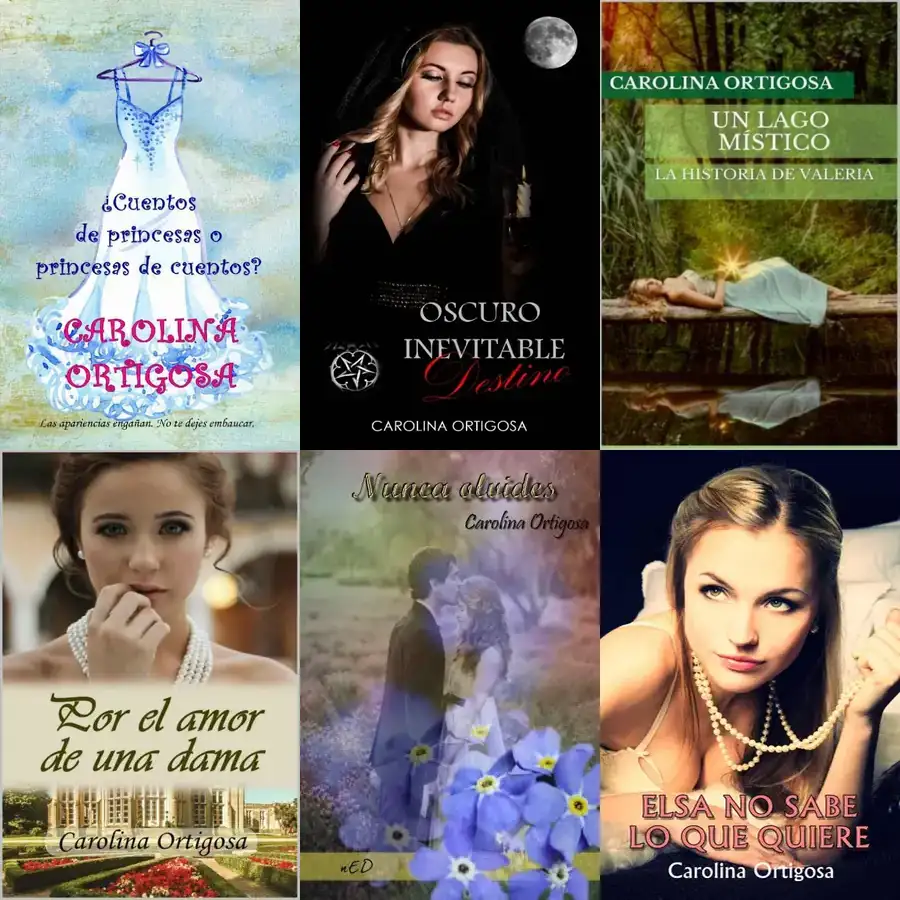 ¿Cuentos
de princesas o
princesas de cuentos?
CAROLINA
ORTIGOSA
Las apariencias engañan. No te dejes embaucar.
OSCURO
INEVITABLE
Destino
CAROLINA ORTIGOSA
CAROLINA ORTIGOSA
UN LAGO
MÍSTICO
LA HISTORIA DE VALERIA
Por el amor
de una dama
Carolina Ortigosa
Nunca olvides
Carolina Ortigosa
nED
ELSA NO SABE
LO QUE QUIERE
Carolina Ortigosa